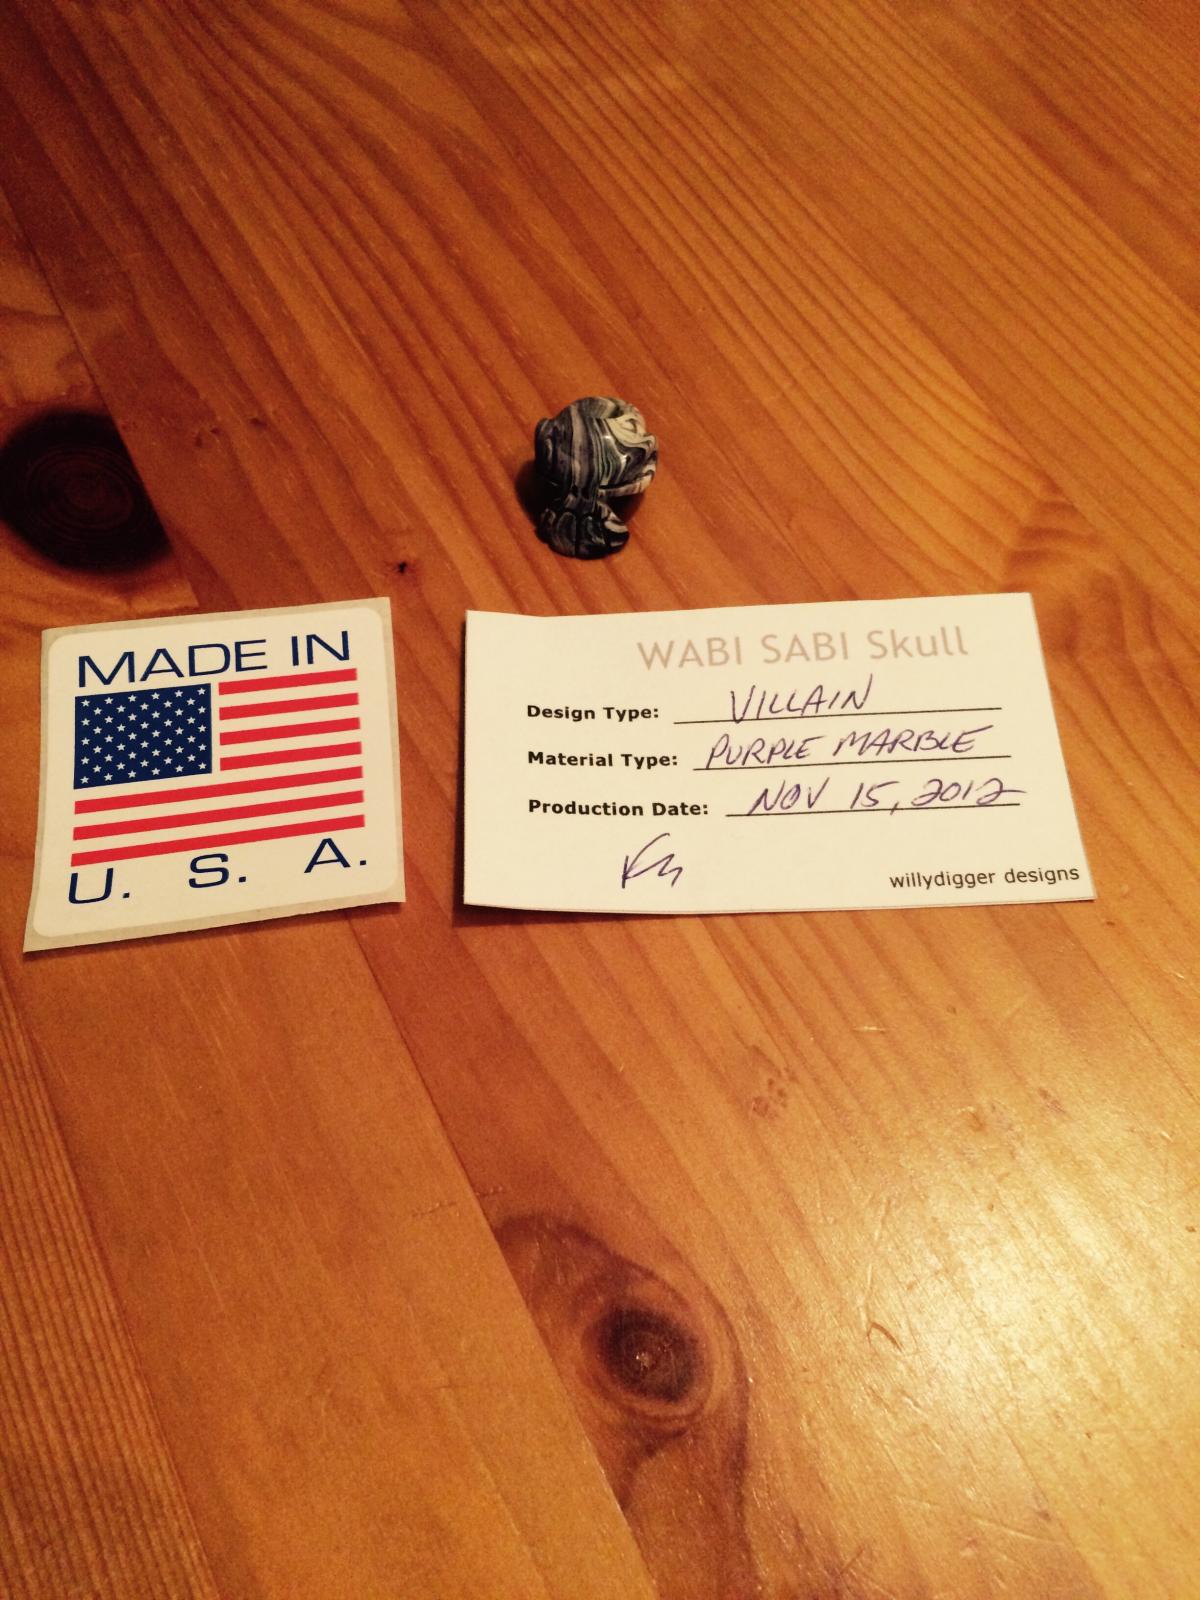 MADE IN
U. S. A.
WABI SABI Skull
Design Type: VILLAIN
Material Type: PURPLE MARBLE
Production Date: NOV 15, 2012
willydigger designs